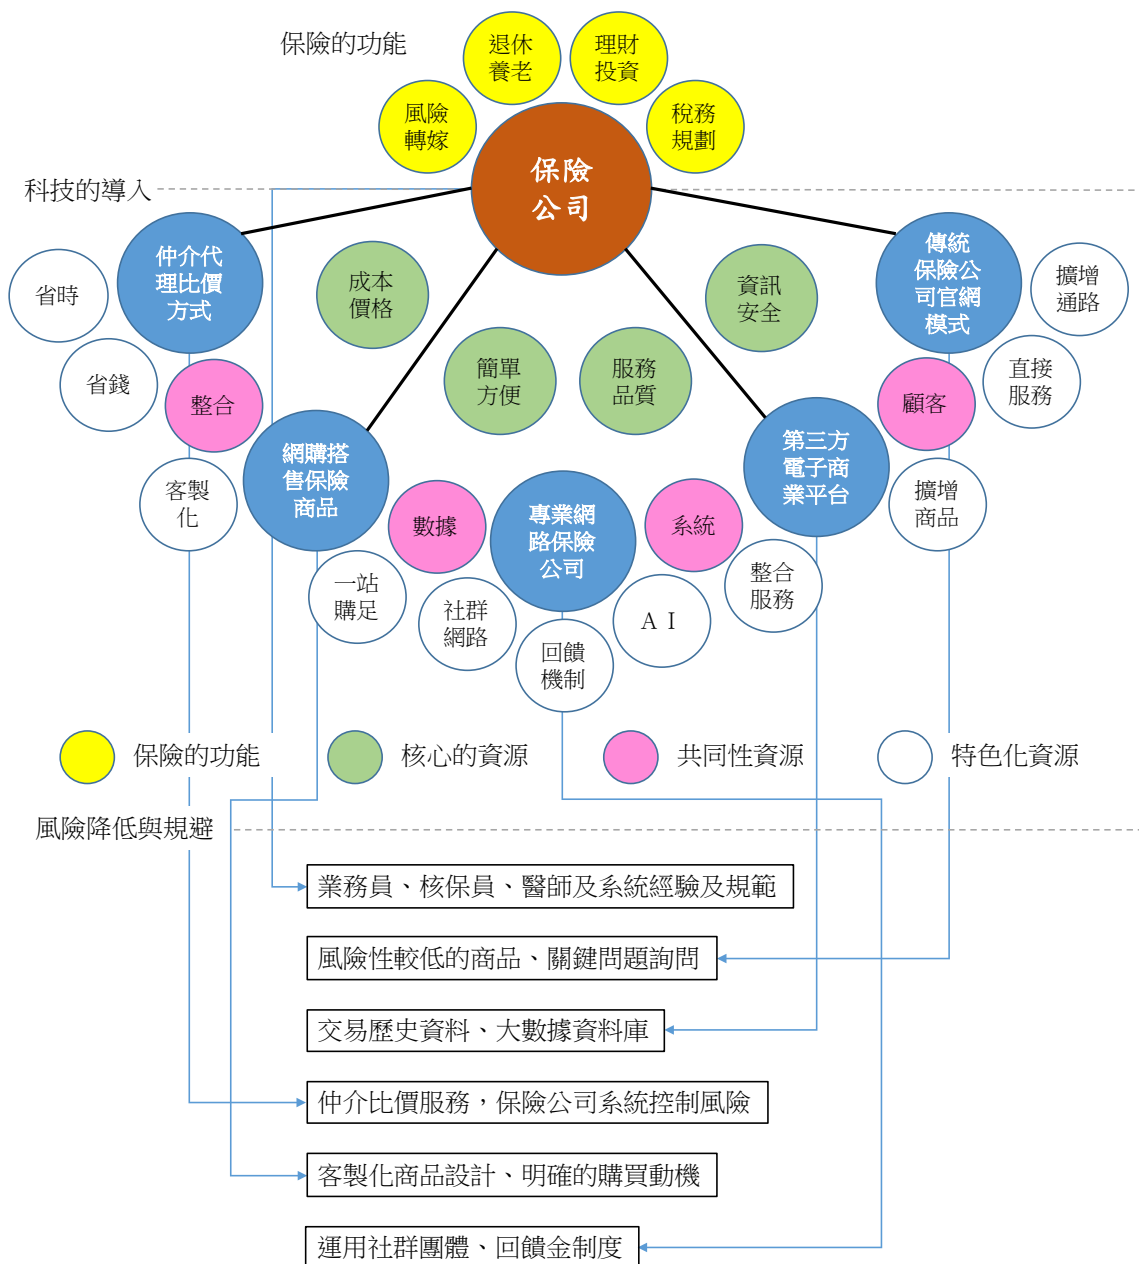 保險的功能
退休
養老
理財
投資
風險
轉嫁
稅務
規劃
保險
公司
科技的導入
仲介代
理比價
方式
傳統
保險公
司官網
模式
省時
成本
價格
資訊
安全
擴增
通路
省錢
整合
簡單
方便
服務
品質
顧客
直接
服務
網購搭
售保險
商品
第三方
電子商
業平台
客製
化
數據
專業網
路保險
公司
系統
擴增
商品
一站
購足
社群
網路
回饋
機制
ＡＩ
整合
服務
保險的功能
核心的資源
共同性資源
特色化資源
風險降低與規避
業務員、核保員、醫師及系統經驗及規範
風險性較低的商品、關鍵問題詢問
交易歷史資料、大數據資料庫
仲介比價服務，保險公司系統控制風險
客製化商品設計、明確的購買動機
運用社群團體、回饋金制度